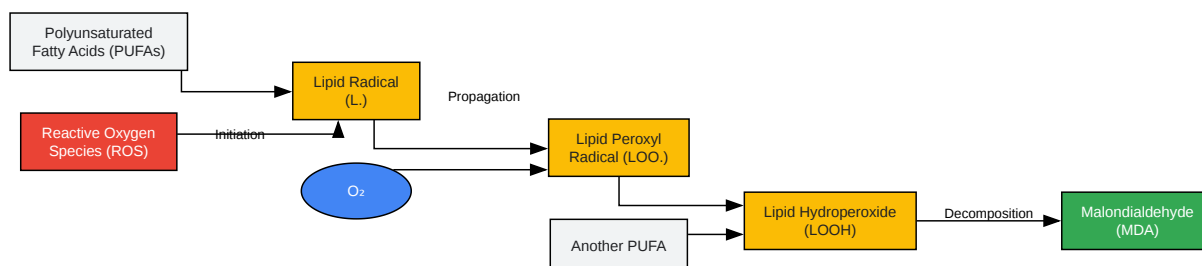 Polyunsaturated
Fatty Acids (PUFAs)
Lipid Radical
(L.)
Propagation
Reactive Oxygen
Species (ROS)
Initiation
Lipid Peroxyl
Radical (LOO.)
O₂
Lipid Hydroperoxide
(LOOH)
Decomposition
Malondialdehyde
(MDA)
Another PUFA